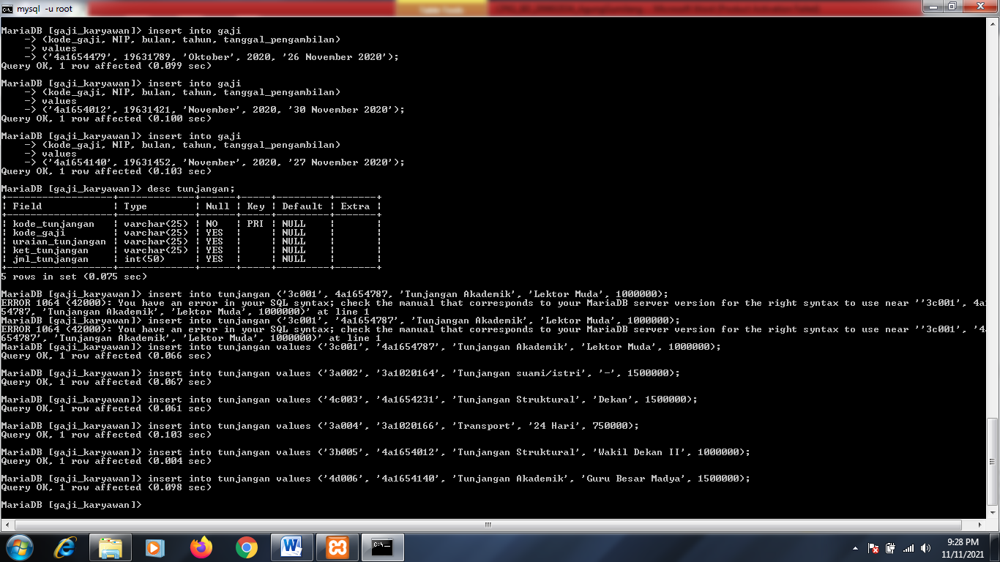 mysql -u root
MariaDB [gaji_karyawan]> insert into gaji
    -> (kode_gaji, NIP, bulan, tahun, tanggal_pengambilan)
    -> values
    -> ('4a1654479', 19631789, 'Oktober', 2020, '26 November 2020');
Query OK, 1 row affected (0.099 sec)
MariaDB [gaji_karyawan]> insert into gaji
    -> (kode_gaji, NIP, bulan, tahun, tanggal_pengambilan)
    -> values
    -> ('4a1654012', 19631421, 'November', 2020, '30 November 2020');
Query OK, 1 row affected (0.100 sec)
MariaDB [gaji_karyawan]> insert into gaji
    -> (kode_gaji, NIP, bulan, tahun, tanggal_pengambilan)
    -> values
    -> ('4a1654140', 19631452, 'November', 2020, '27 November 2020');
Query OK, 1 row affected (0.103 sec)
MariaDB [gaji_karyawan]> desc tunjangan;
+------------------+-------------+------+-----+---------+-------+
| Field            | Type        | Null | Key | Default | Extra |
+------------------+-------------+------+-----+---------+-------+
| kode_tunjangan   | varchar(25) | NO   | PRI | NULL    |       |
| kode_gaji        | varchar(25) | YES  |     | NULL    |       |
| uraian_tunjangan | varchar(25) | YES  |     | NULL    |       |
| ket_tunjangan    | varchar(25) | YES  |     | NULL    |       |
| jml_tunjangan    | int(50)     | YES  |     | NULL    |       |
+------------------+-------------+------+-----+---------+-------+
5 rows in set (0.075 sec)
MariaDB [gaji_karyawan]> insert into tunjangan ('3c001', 4a1654787, 'Tunjangan Akademik', 'Lektor Muda', 1000000);
ERROR 1064 (42000): You have an error in your SQL syntax; check the manual that corresponds to your MariaDB server version for the right syntax to use near ''3c001', 4a1
54787, 'Tunjangan Akademik', 'Lektor Muda', 1000000)' at line 1
MariaDB [gaji_karyawan]> insert into tunjangan ('3c001', '4a1654787', 'Tunjangan Akademik', 'Lektor Muda', 1000000);
ERROR 1064 (42000): You have an error in your SQL syntax; check the manual that corresponds to your MariaDB server version for the right syntax to use near ''3c001', '4a
654787', 'Tunjangan Akademik', 'Lektor Muda', 1000000)' at line 1
MariaDB [gaji_karyawan]> insert into tunjangan values ('3c001', '4a1654787', 'Tunjangan Akademik', 'Lektor Muda', 1000000);
Query OK, 1 row affected (0.066 sec)
MariaDB [gaji_karyawan]> insert into tunjangan values ('3a002', '3a1020164', 'Tunjangan suami/istri', '-', 1500000);
Query OK, 1 row affected (0.067 sec)
MariaDB [gaji_karyawan]> insert into tunjangan values ('4c003', '4a1654231', 'Tunjangan Struktural', 'Dekan', 1500000);
Query OK, 1 row affected (0.061 sec)
MariaDB [gaji_karyawan]> insert into tunjangan values ('3a004', '3a1020166', 'Transport', '24 Hari', 750000);
Query OK, 1 row affected (0.103 sec)
MariaDB [gaji_karyawan]> insert into tunjangan values ('3b005', '4a1654012', 'Tunjangan Struktural', 'Wakil Dekan II', 1000000);
Query OK, 1 row affected (0.004 sec)
MariaDB [gaji_karyawan]> insert into tunjangan values ('4d006', '4a1654140', 'Tunjangan Akademik', 'Guru Besar Madya', 1500000);
Query OK, 1 row affected (0.098 sec)
MariaDB [gaji_karyawan]>
9:28 PM
11/11/2021